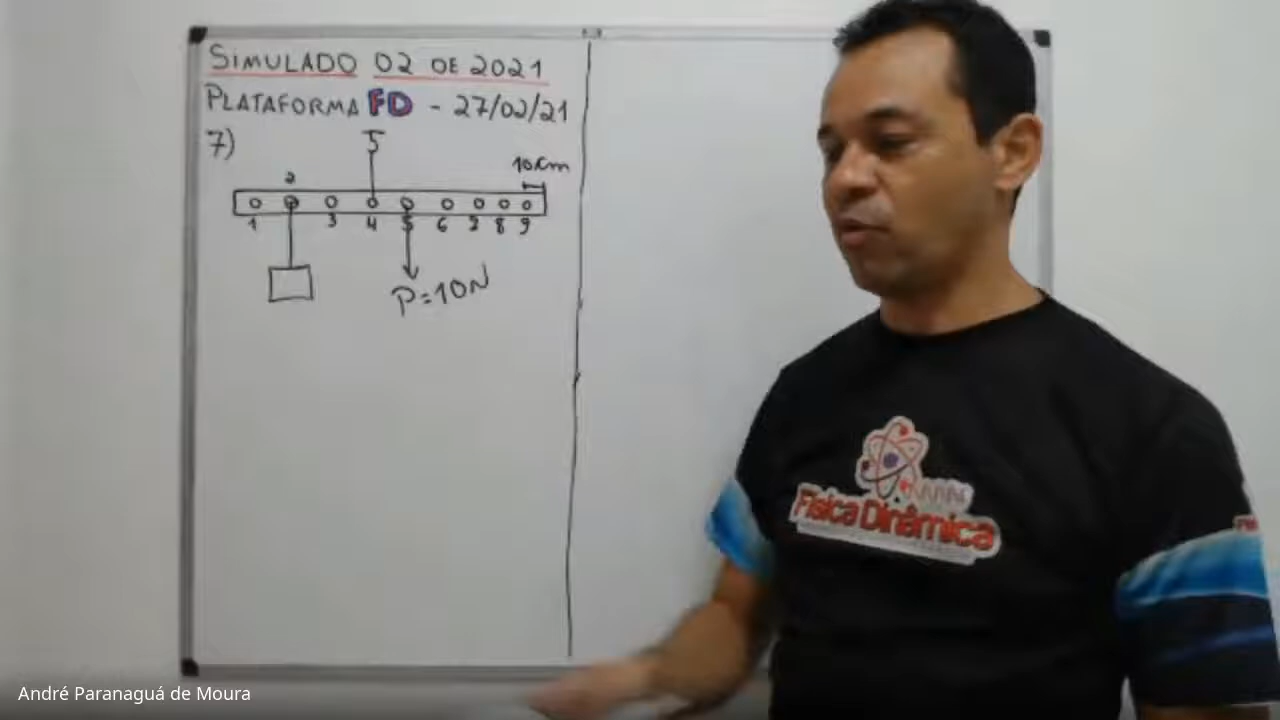 SIMULADO 02 DE 2021
PLATAFORMA FD - 27/02/21
7)
10cm
2
1 3 4 5 6 7 8 9
P=10N
Física Dinâmica
André Paranaguá de Moura